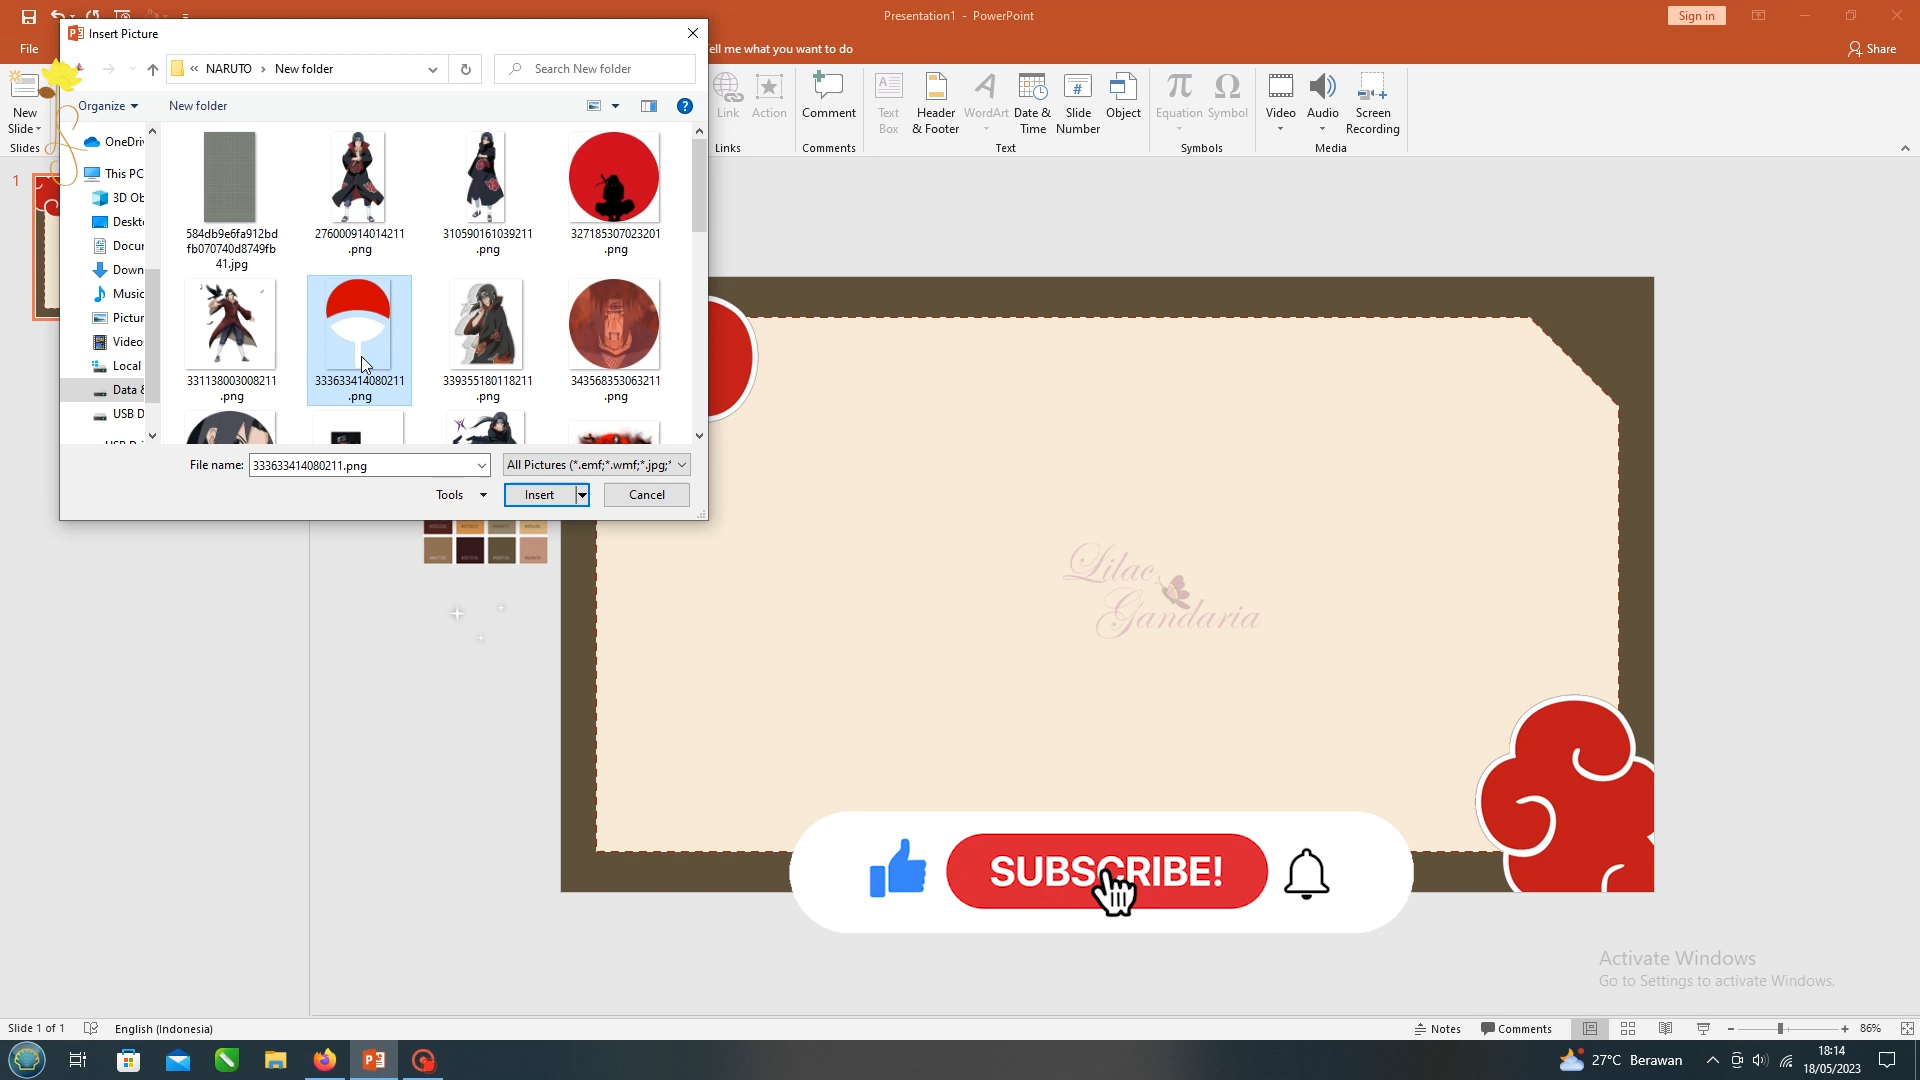 Presentation1 - PowerPoint
Sign in
Insert Picture
File
ell me what you want to do
Share
« NARUTO › New folder
Search New folder
Organize
New folder
New
Slide
Slides
Link
Action
Links
Comment
Comments
Text
Box
Header
& Footer
WordArt
Date &
Time
Slide
Number
Object
Text
Equation
Symbol
Symbols
Video
Audio
Screen
Recording
Media
OneDriv
This PC
3D Ob
Deskt
Docur
Down
Music
Pictur
Video
Local
Data &
USB D
584db9e6fa912bd
fb070740d8749fb
41.jpg
276000914014211
.png
310590161039211
.png
327185307023201
.png
331138003008211
.png
333633414080211
.png
339355180118211
.png
343568353063211
.png
File name:
333633414080211.png
All Pictures (*.emf;*.wmf;*.jpg;*
Tools
Insert
Cancel
1
Lilac
Gandaria
SUBSCRIBE!
Activate Windows
Go to Settings to activate Windows.
Slide 1 of 1
English (Indonesia)
Notes
Comments
86%
27°C Berawan
18:14
18/05/2023